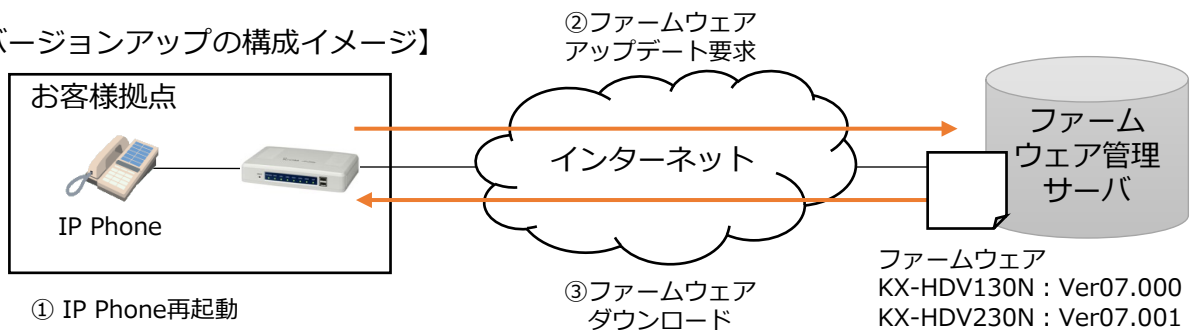 バージョンアップの構成イメージ】
②ファームウェア
アップデート要求
お客様拠点
IP Phone
インターネット
ファーム
ウェア管理
サーバ
① IP Phone再起動
③ファームウェア
ダウンロード
ファームウェア
KX-HDV130N : Ver07.000
KX-HDV230N : Ver07.001